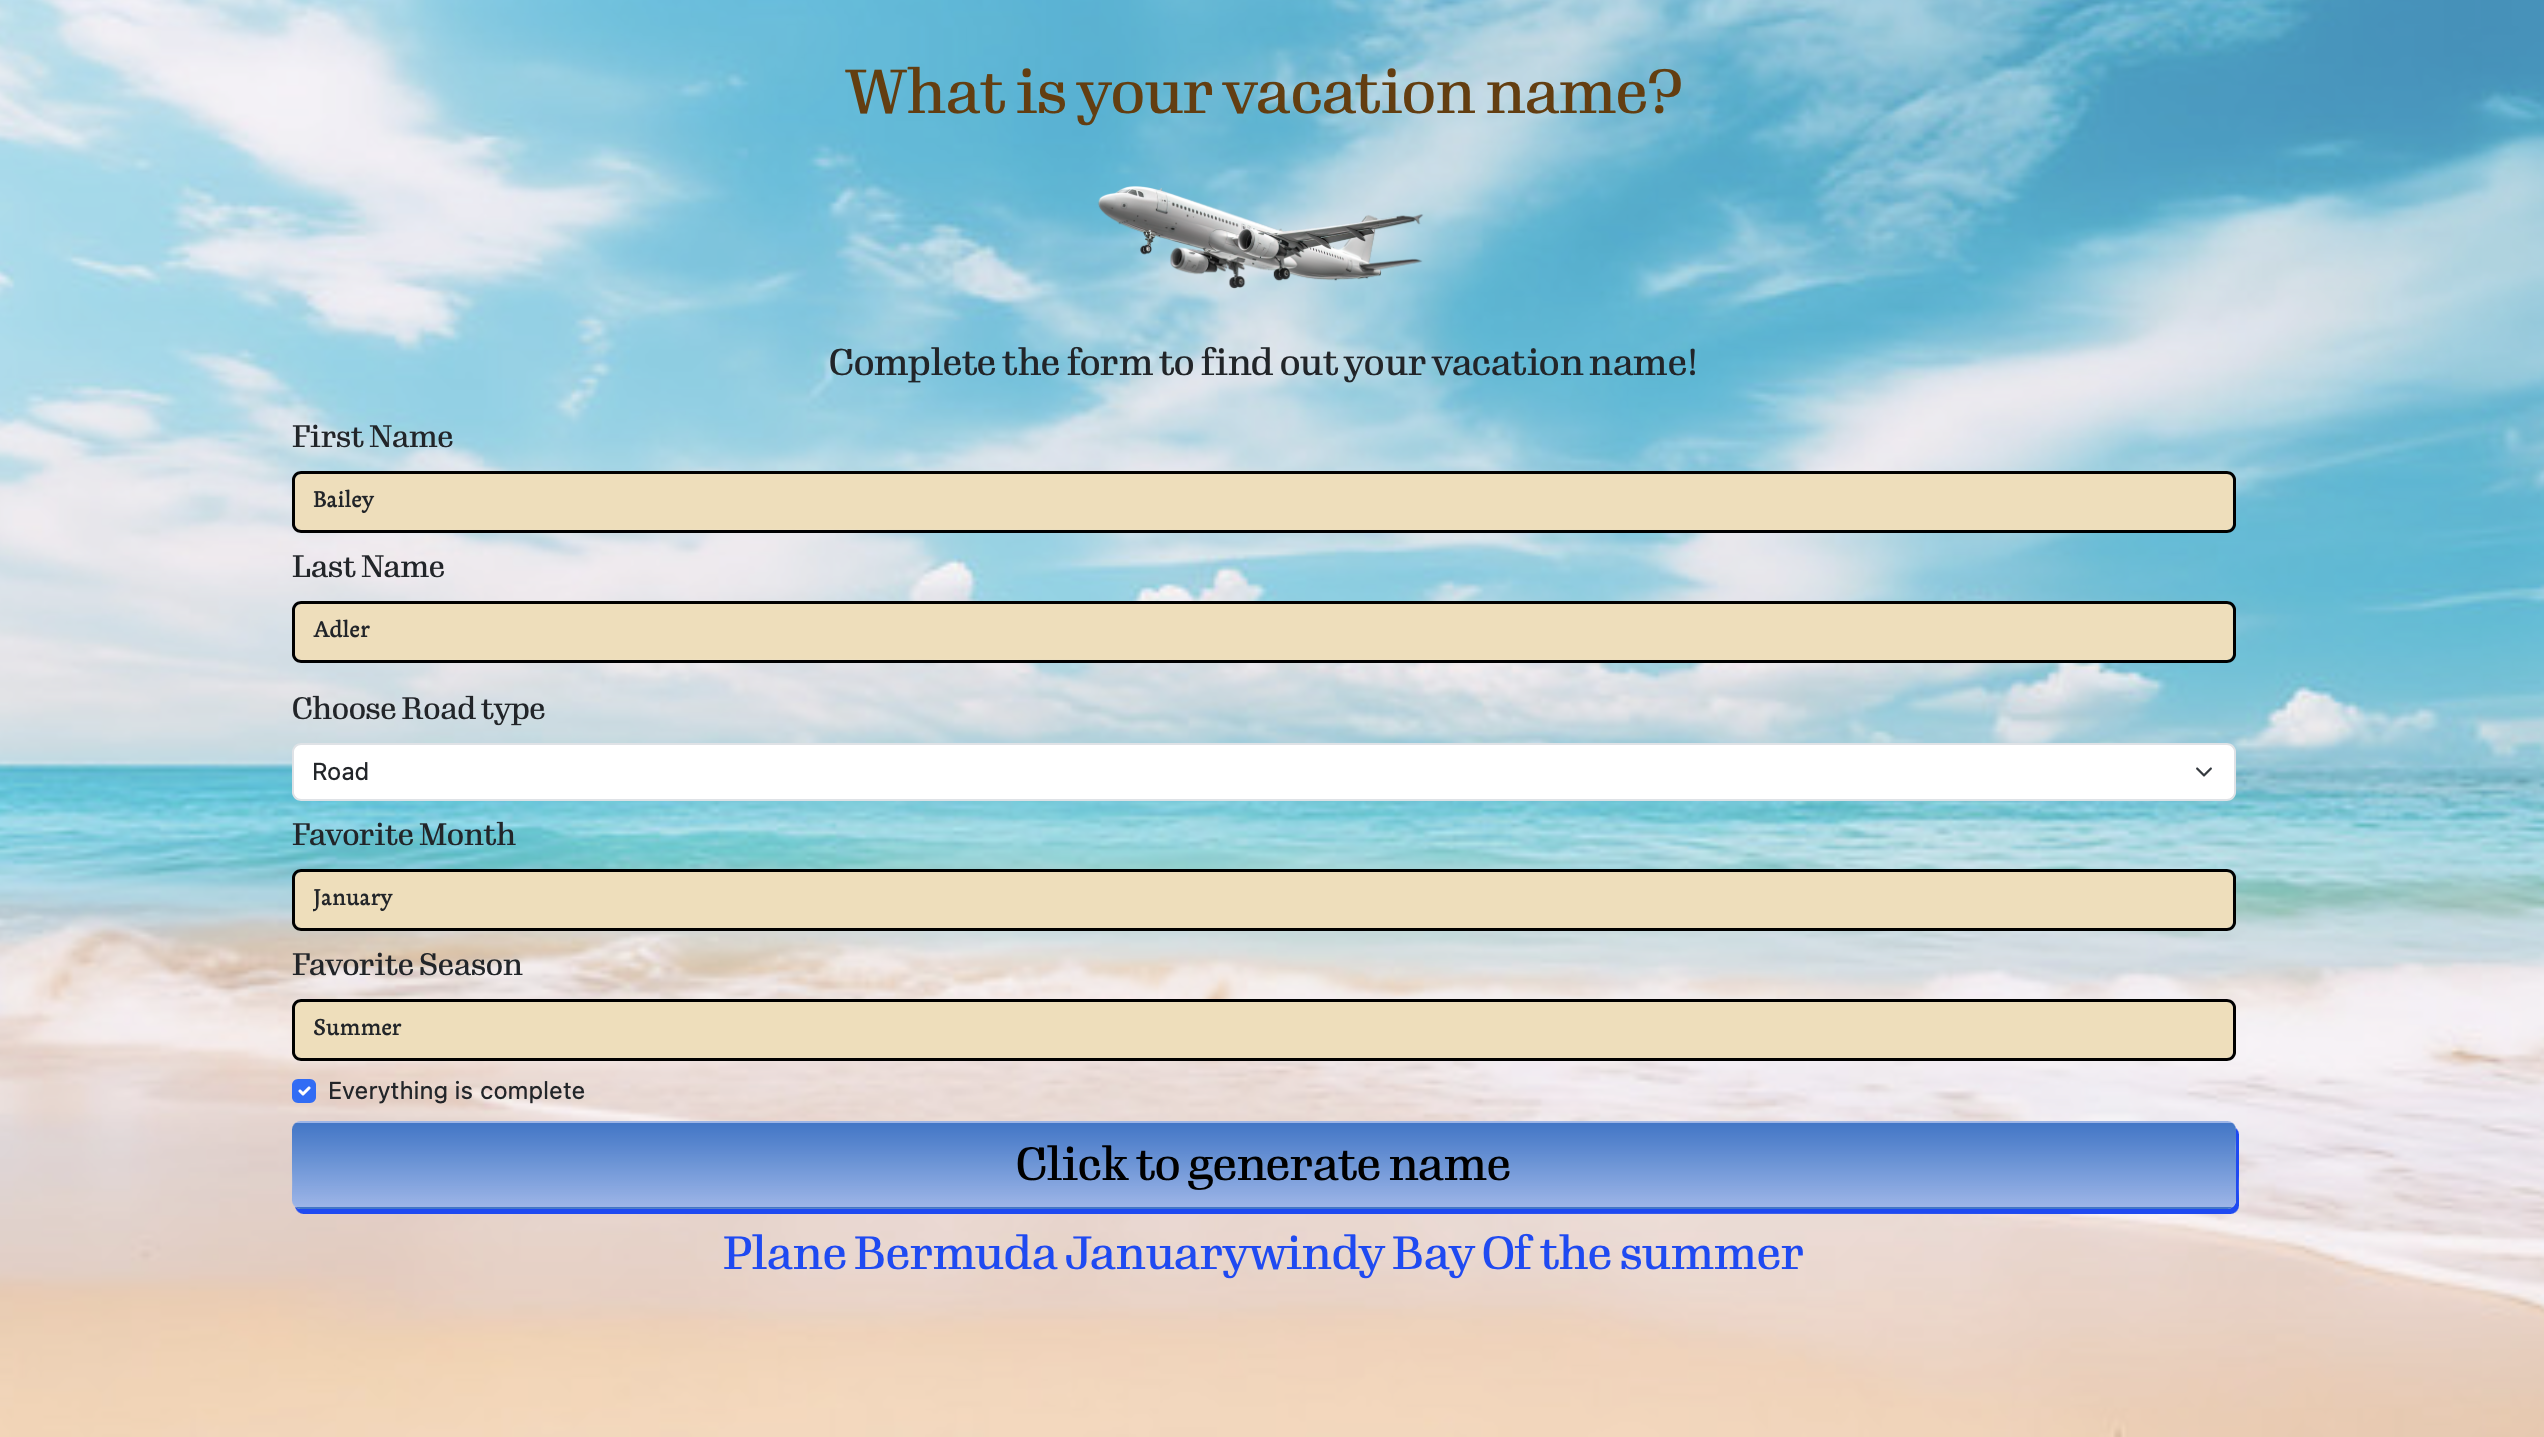 What is your vacation name?
Complete the form to find out your vacation name!
First Name
Bailey
Last Name
Adler
Choose Road type
Road
Favorite Month
January
Favorite Season
Summer
Everything is complete
Click to generate name
Plane Bermuda Januarywindy Bay Of the summer